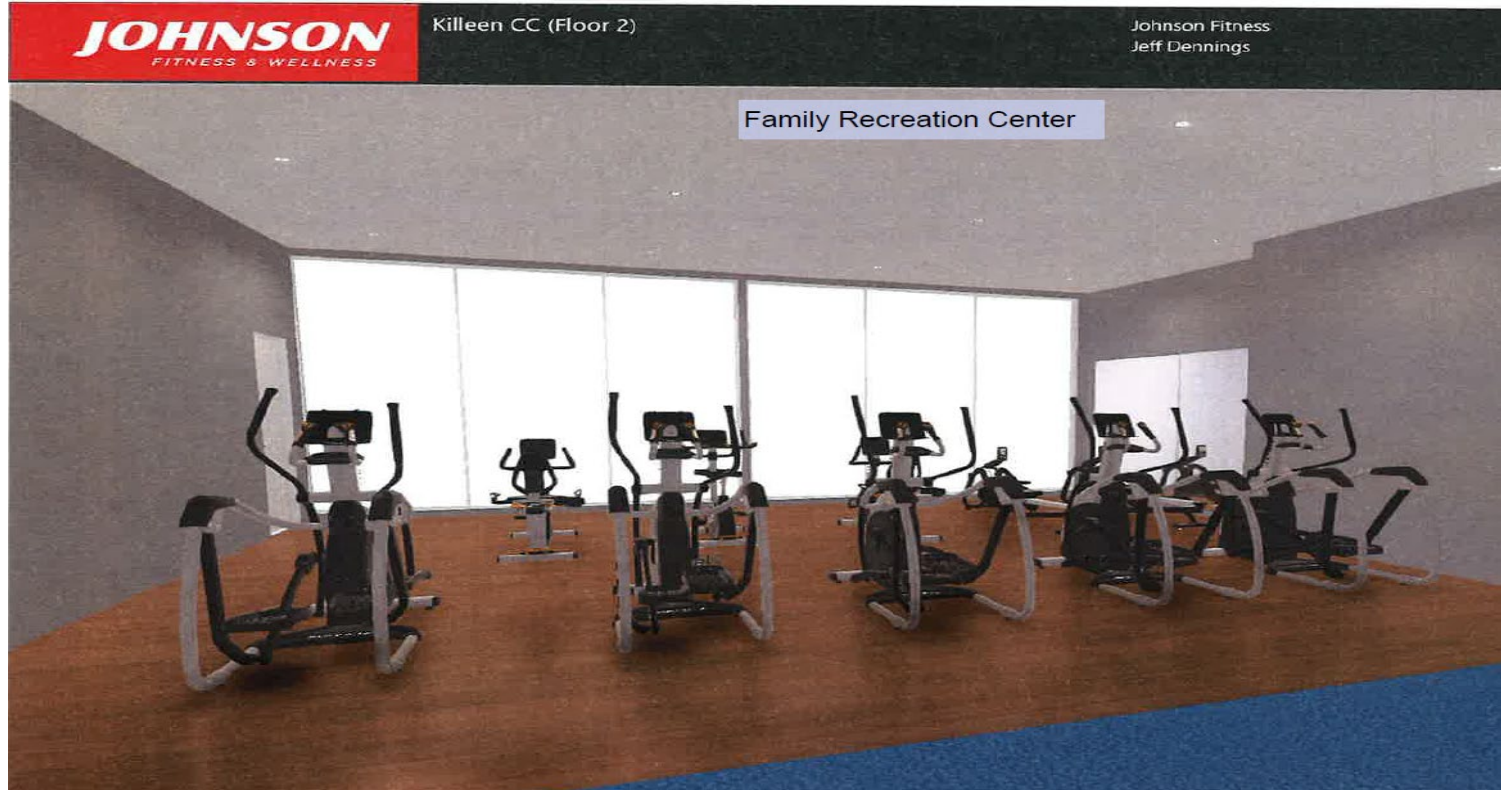 JOHNSON
FITNESS & WELLNESS
Killeen CC (Floor 2)
Johnson Fitness
Jeff Dennings
Family Recreation Center